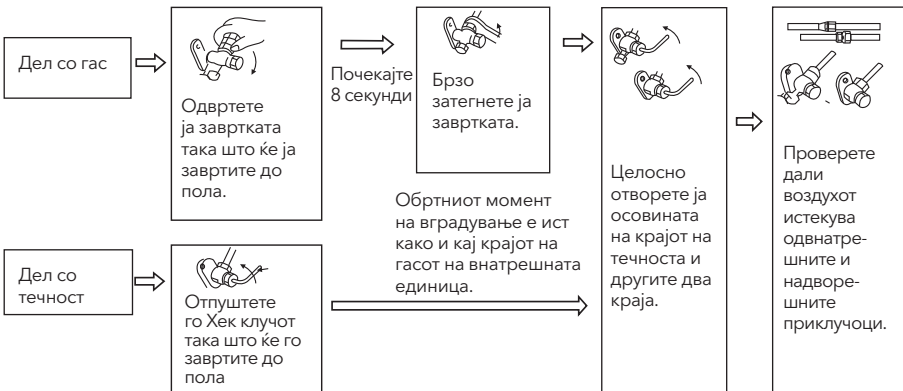 Дел со гас
Одвртете
ја завртката
така што ќе ја
завртите до
пола.
Почекајте
8 секунди
Брзо
затегнете ја
завртката.
Дел со
течност
Отпуштете
го Хек клучот
така што ќе го
завртите до
пола
Обртниот момент
на вградување е ист
како и кај крајот на
гасот на внатрешната
единица.
Целосно
отворете ја
осовината
на крајот на
течноста и
другите два
краја.
Проверете
дали
воздухот
истекува
одвнатре-
шните и
надворе-
шните
приклучоци.